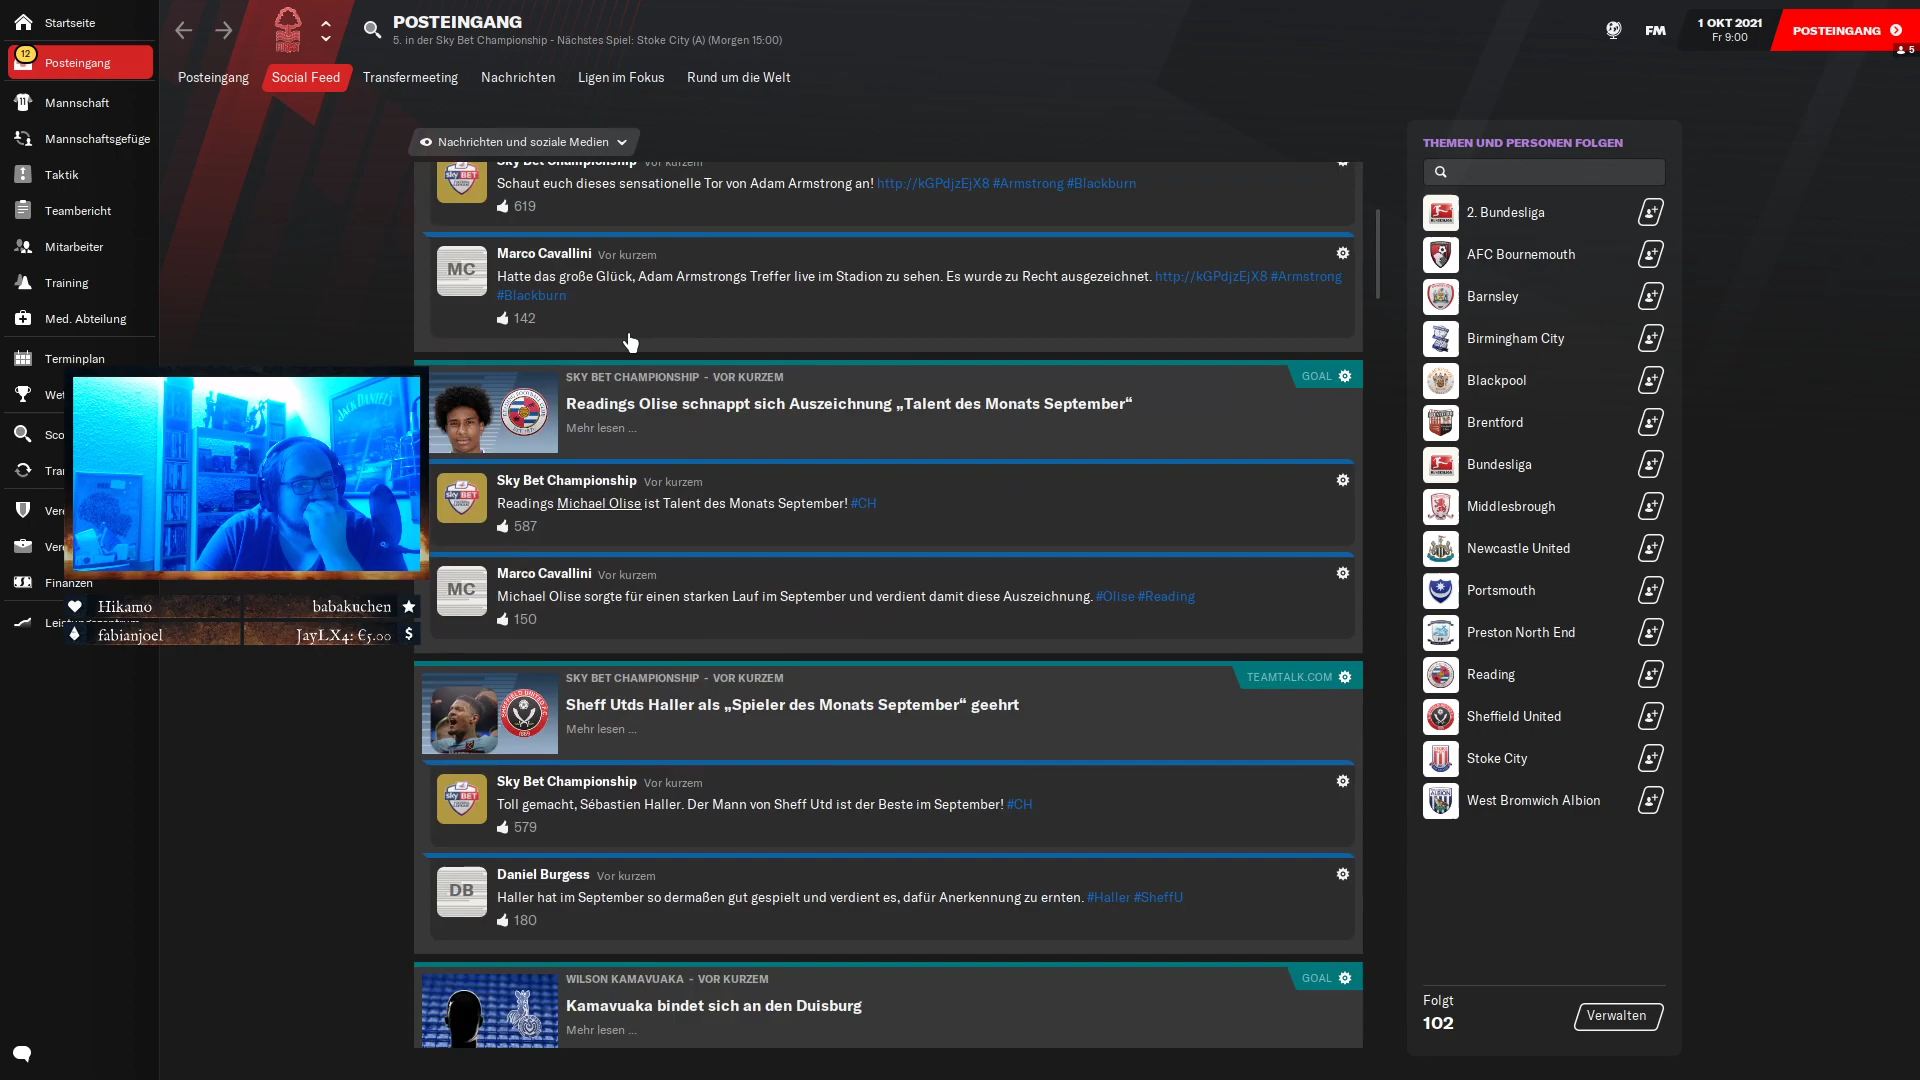 Startseite
12
Posteingang
Mannschaft
Mannschaftsgefüge
Taktik
Teambericht
Mitarbeiter
Training
Med. Abteilung
Terminplan
Finanzen
POSTEINGANG
5. in der Sky Bet Championship - Nächstes Spiel: Stoke City (A) (Morgen 15:00)
FM
1 OKT 2021
Fr 9:00
POSTEINGANG
5
Posteingang
Social Feed
Transfermeeting
Nachrichten
Ligen im Fokus
Rund um die Welt
Nachrichten und soziale Medien
Sky Bet Championship Vor kurzem
Schaut euch dieses sensationelle Tor von Adam Armstrong an! http://kGPdjzEjX8 #Armstrong #Blackburn
619
MC
Marco Cavallini Vor kurzem
Hatte das große Glück, Adam Armstrongs Treffer live im Stadion zu sehen. Es wurde zu Recht ausgezeichnet. http://kGPdjzEjX8 #Armstrong
#Blackburn
142
SKY BET CHAMPIONSHIP - VOR KURZEM
GOAL
Readings Olise schnappt sich Auszeichnung „Talent des Monats September“
Mehr lesen ...
Sky Bet Championship Vor kurzem
Readings Michael Olise ist Talent des Monats September! #CH
587
MC
Marco Cavallini Vor kurzem
Michael Olise sorgte für einen starken Lauf im September und verdient damit diese Auszeichnung. #Olise #Reading
150
SKY BET CHAMPIONSHIP - VOR KURZEM
TEAMTALK.COM
Sheff Utds Haller als „Spieler des Monats September“ geehrt
Mehr lesen ...
Sky Bet Championship Vor kurzem
Toll gemacht, Sébastien Haller. Der Mann von Sheff Utd ist der Beste im September! #CH
579
DB
Daniel Burgess Vor kurzem
Haller hat im September so dermaßen gut gespielt und verdient es, dafür Anerkennung zu ernten. #Haller #SheffU
180
WILSON KAMAVUAKA - VOR KURZEM
GOAL
Kamavuaka bindet sich an den Duisburg
Mehr lesen ...
JACK DANIEL'S
Hikamo
babakuchen
fabianjoel
JayLX4: €5.00
THEMEN UND PERSONEN FOLGEN
2. Bundesliga
AFC Bournemouth
Barnsley
Birmingham City
Blackpool
Brentford
Bundesliga
Middlesbrough
Newcastle United
Portsmouth
Preston North End
Reading
Sheffield United
Stoke City
West Bromwich Albion
Folgt
102
Verwalten